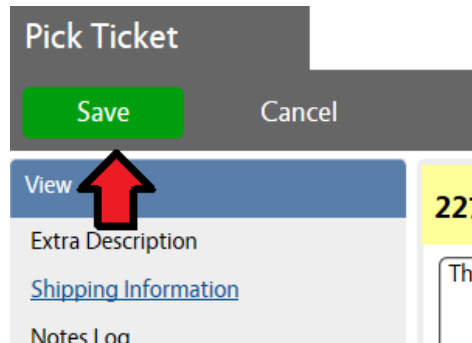 Pick Ticket
Save Cancel
View
Extra Description
Shipping Information
Notes Log